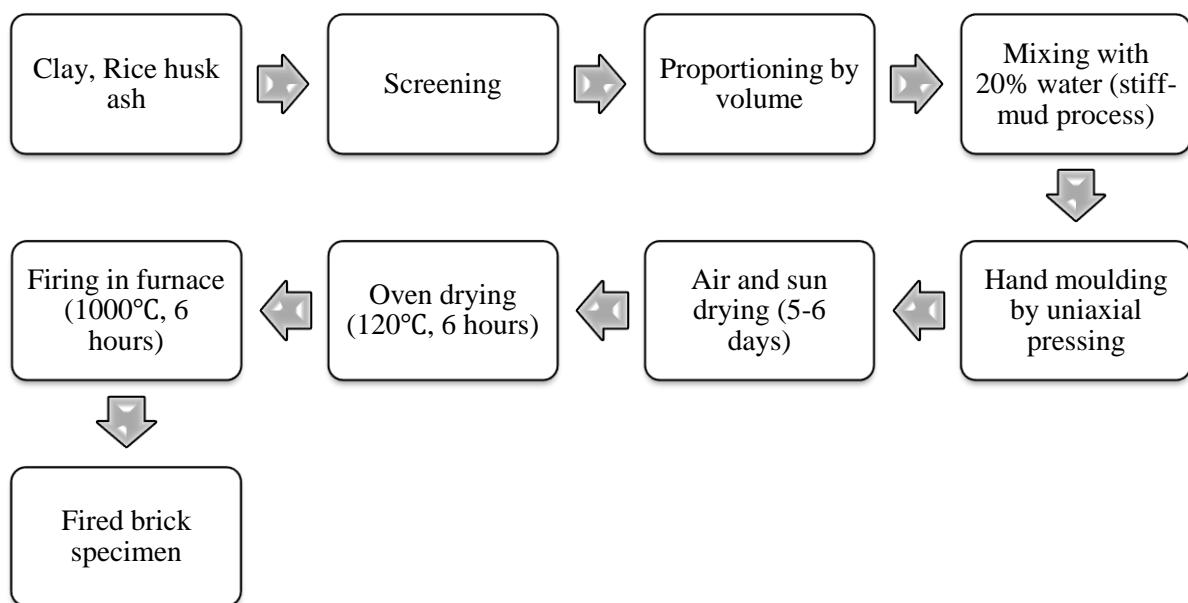 Clay, Rice husk
ash
Screening
Proportioning by
volume
Mixing with
20% water (stiff-
mud process)
Hand moulding
by uniaxial
pressing
Air and sun
drying (5-6
days)
Oven drying
(120℃, 6 hours)
Firing in furnace
(1000℃, 6
hours)
Fired brick
specimen